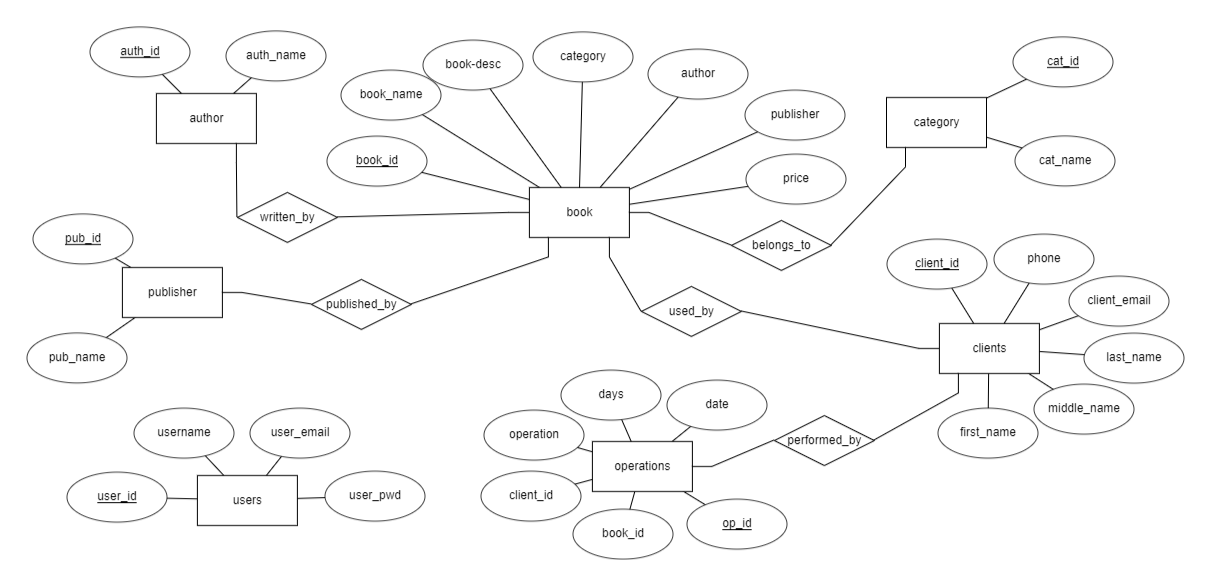 auth_id
auth_name
author
book_name
book-desc
category
author
publisher
price
book_id
book
cat_id
category
cat_name
written_by
belongs_to
pub_id
publisher
pub_name
published_by
used_by
client_id
phone
client_email
last_name
middle_name
first_name
clients
performed_by
days
date
operation
operations
client_id
book_id
op_id
username
user_email
user_id
users
user_pwd